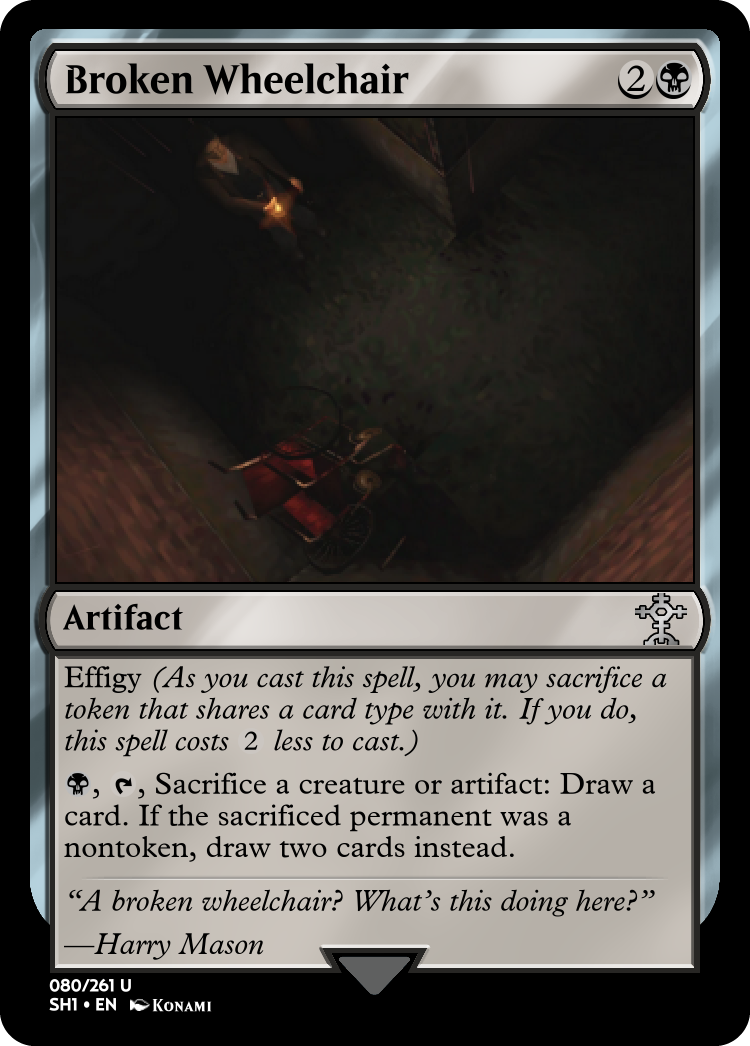 Broken Wheelchair 2
Artifact
Effigy (As you cast this spell, you may sacrifice a
token that shares a card type with it. If you do,
this spell costs 2 less to cast.)
, , Sacrifice a creature or artifact: Draw a
card. If the sacrificed permanent was a
nontoken, draw two cards instead.
“A broken wheelchair? What’s this doing here?”
—Harry Mason
080/261 U
SH1 • EN KONAMI